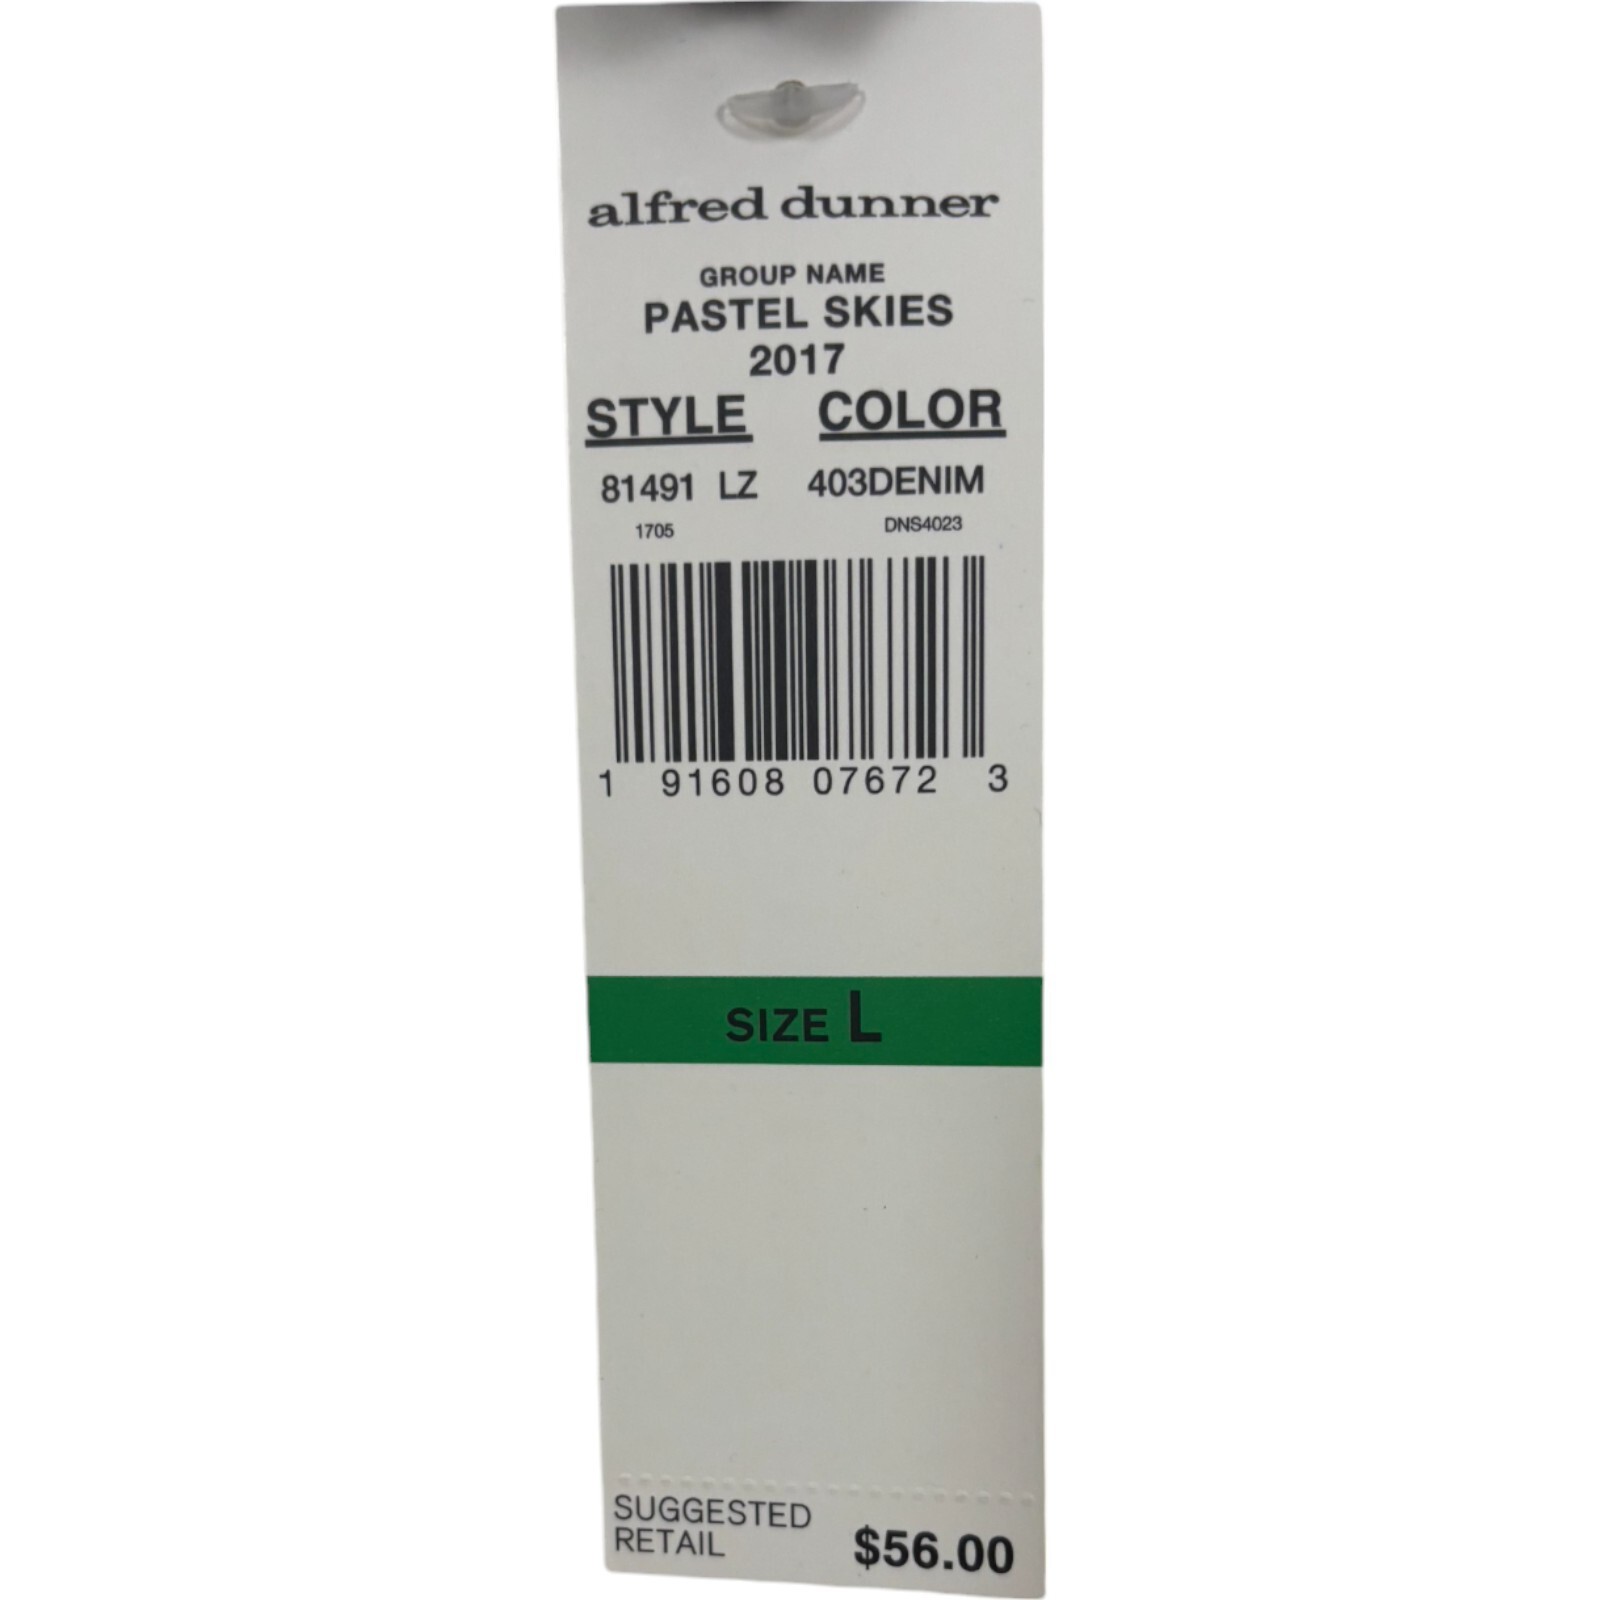 alfred dunner
GROUP NAME
PASTEL SKIES
2017
STYLE COLOR
81491 LZ 403DENIM
1705 DNS4023
1 91608 07672 3
SIZE L
SUGGESTED
RETAIL $56.00